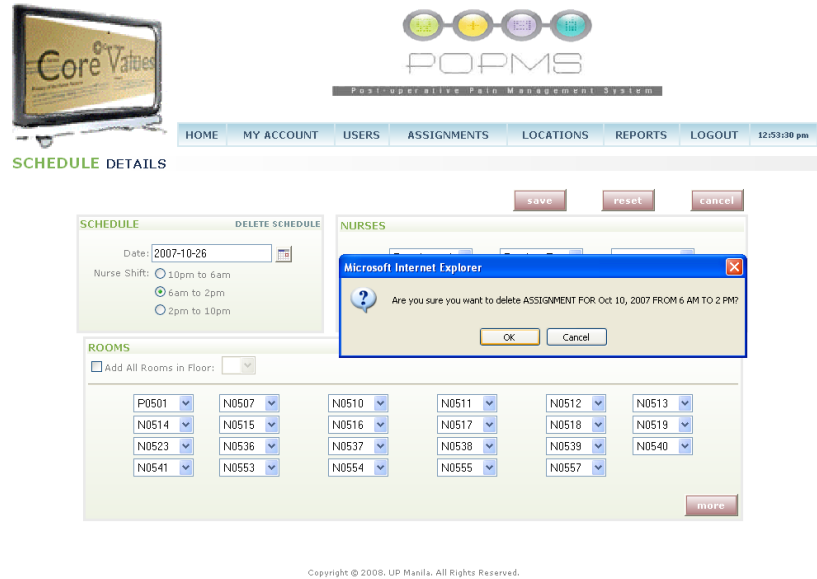 Core Values
POPMS
Post-operative Pain Management System
HOME MY ACCOUNT USERS ASSIGNMENTS LOCATIONS REPORTS LOGOUT 12:53:30 pm
SCHEDULE DETAILS
save reset cancel
SCHEDULE DELETE SCHEDULE
Date: 2007-10-26
Nurse Shift: 10pm to 6am
6am to 2pm
2pm to 10pm
NURSES
Microsoft Internet Explorer
Are you sure you want to delete ASSIGNMENT FOR Oct 10, 2007 FROM 6 AM TO 2 PM?
OK Cancel
ROOMS
Add All Rooms in Floor:
P0501 N0507 N0510 N0511 N0512 N0513
N0514 N0515 N0516 N0517 N0518 N0519
N0523 N0536 N0537 N0538 N0539 N0540
N0541 N0553 N0554 N0555 N0557
more
Copyright © 2008. UP Manila. All Rights Reserved.